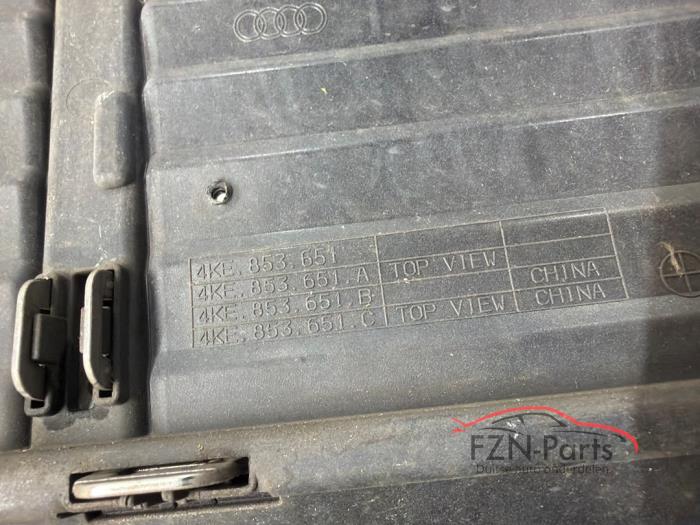 4KE.853.651
4KE.853.651.A TOP VIEW
4KE.853.651.B CHINA
4KE.853.651.C TOP VIEW CHINA
FZN-Parts
Duitse auto onderdelen